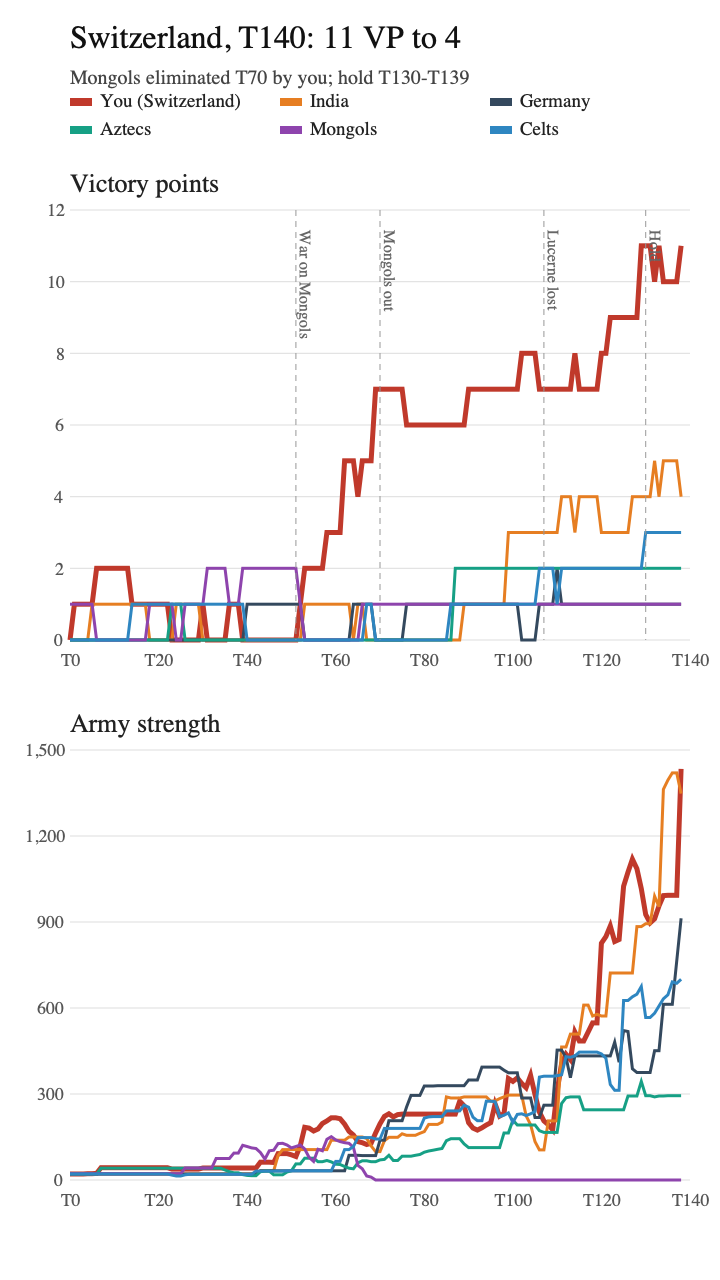 Switzerland, T140: 11 VP to 4
Mongols eliminated T70 by you; hold T130-T139
You (Switzerland) India Germany
Aztecs Mongols Celts
Victory points
12
10
8
6
4
2
0
War on Mongols
Mongols out
Lucerne lost
T0 T20 T40 T60 T80 T100 T120 T140
Army strength
1,500
1,200
900
600
300
0
T0 T20 T40 T60 T80 T100 T120 T140